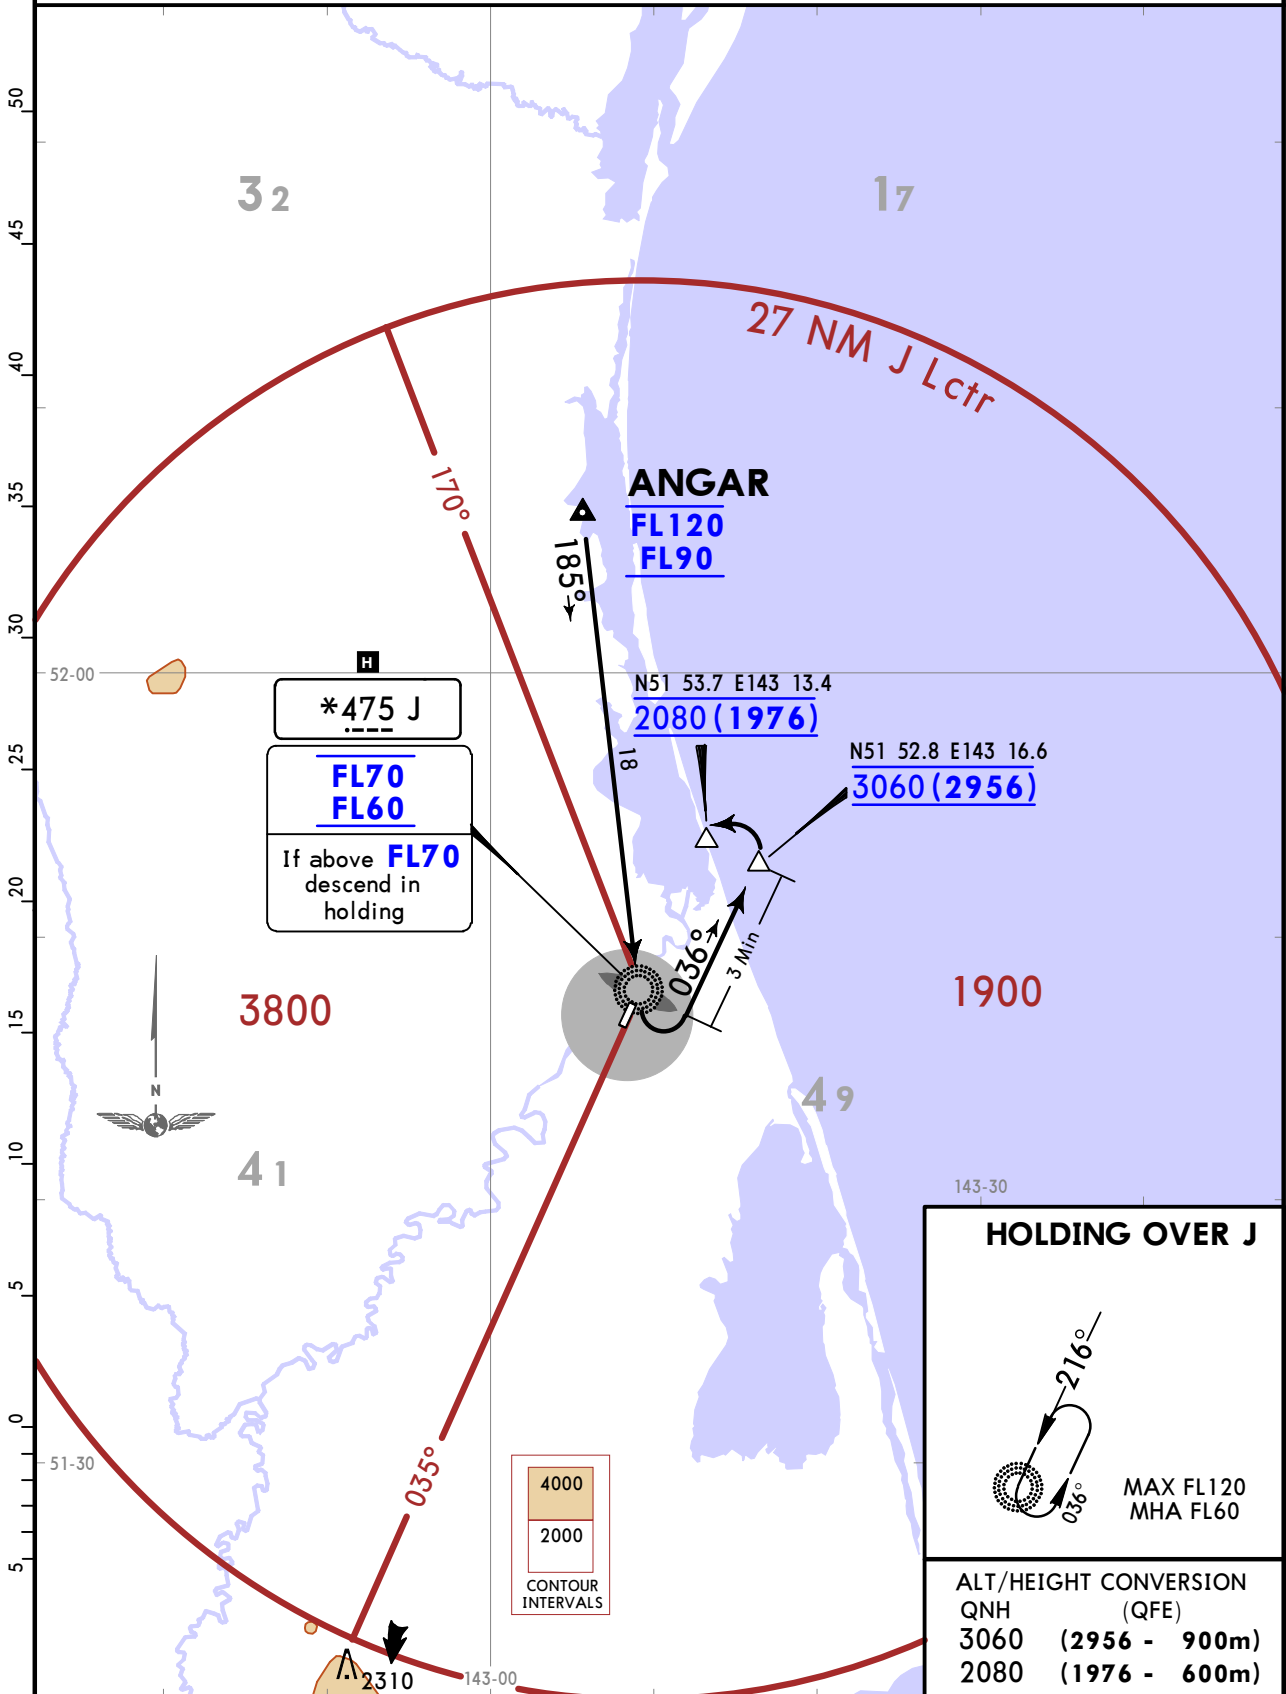 50
32
17
45
27 NM J Lctr
40
35
170°
ANGAR
FL120
FL90
185°
30
52-00
H
*475 J
N51 53.7 E143 13.4
2080 (1976)
25
FL70
FL60
18
N51 52.8 E143 16.6
3060 (2956)
If above FL70
descend in
holding
20
036°
3 Min
3800
1900
15
N
49
10
41
143-30
HOLDING OVER J
5
216°
0
51-30
035°
036°
MAX FL120
MHA FL60
4000
2000
CONTOUR
INTERVALS
5
ALT/HEIGHT CONVERSION
QNH (QFE)
3060 (2956 - 900m)
2080 (1976 - 600m)
2310
143-00